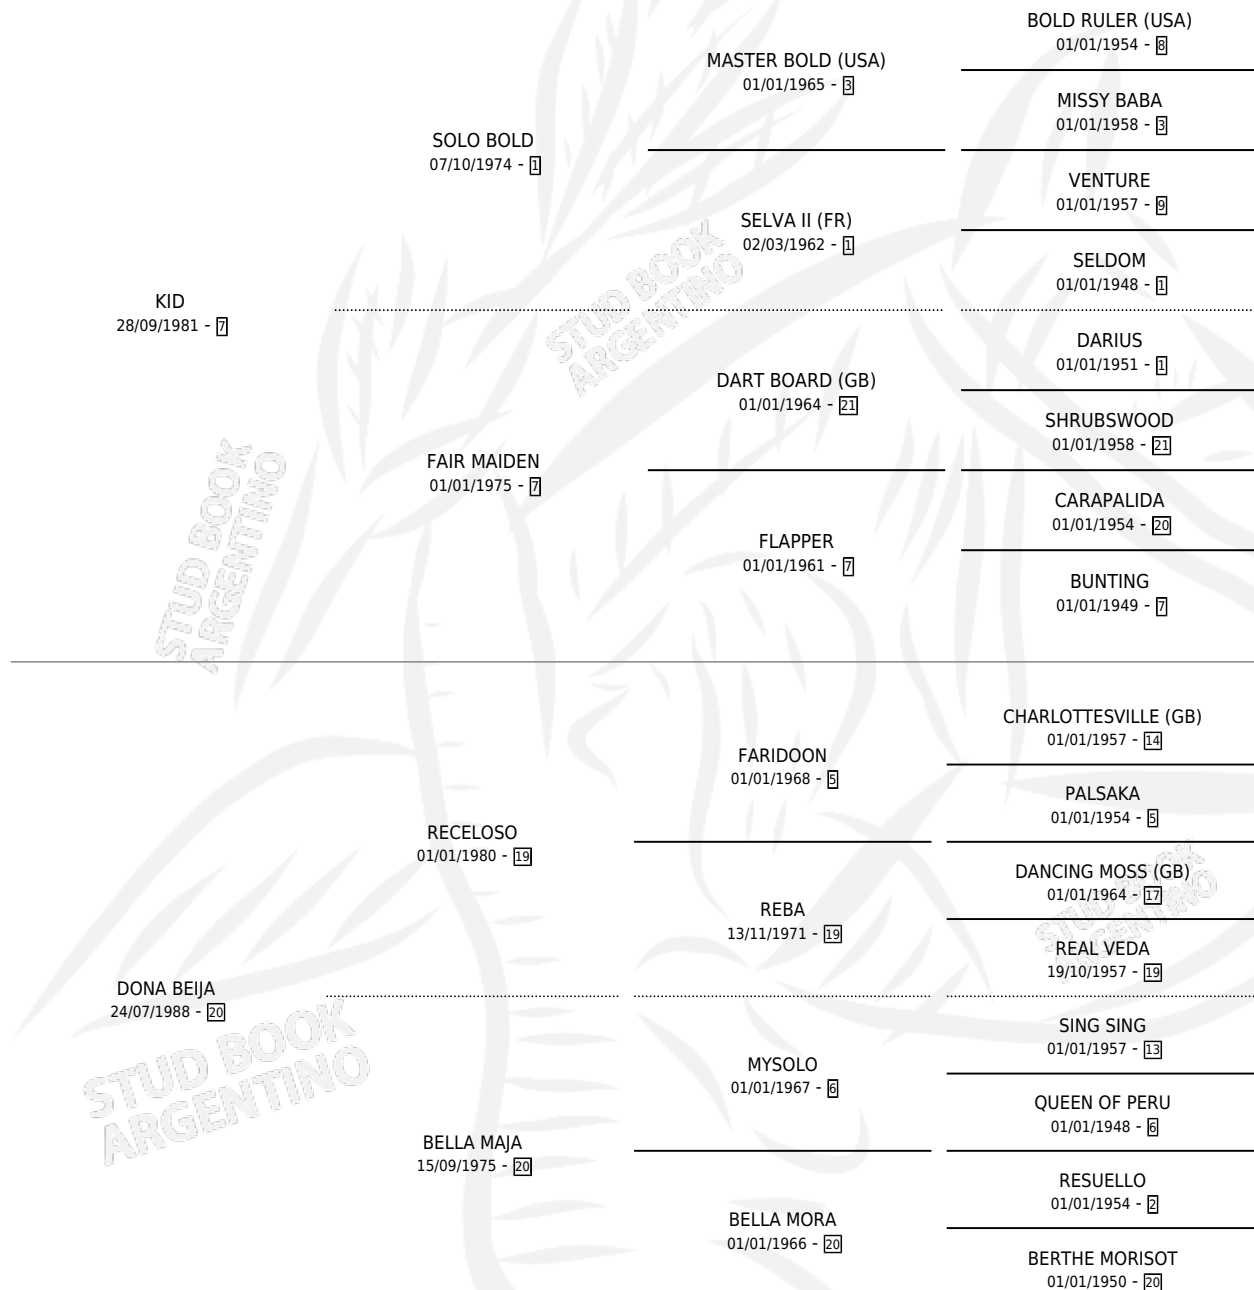 BOLD RULER (USA)
01/01/1954 - 8
MASTER BOLD (USA)
01/01/1965 - 3
MISSY BABA
01/01/1958 - 3
SOLO BOLD
07/10/1974 - 1
VENTURE
01/01/1957 - 9
SELVA II (FR)
02/03/1962 - 1
SELDOM
01/01/1948 - 1
KID
28/09/1981 - 7
DARIUS
01/01/1951 - 1
DART BOARD (GB)
01/01/1964 - 21
SHRUBSWOOD
01/01/1958 - 21
FAIR MAIDEN
01/01/1975 - 7
CARAPALIDA
01/01/1954 - 20
FLAPPER
01/01/1961 - 7
BUNTING
01/01/1949 - 7
CHARLOTTESVILLE (GB)
01/01/1957 - 14
FARIDOON
01/01/1968 - 5
PALSAKA
01/01/1954 - 5
RECELOSO
01/01/1980 - 19
DANCING MOSS (GB)
01/01/1964 - 17
REBA
13/11/1971 - 19
REAL VEDA
19/10/1957 - 19
DONA BEIJA
24/07/1988 - 20
SING SING
01/01/1957 - 13
MYSOLO
01/01/1967 - 6
QUEEN OF PERU
01/01/1948 - 6
BELLA MAJA
15/09/1975 - 20
RESUELLO
01/01/1954 - 2
BELLA MORA
01/01/1966 - 20
BERTHE MORISOT
01/01/1950 - 20
STUD BOOK
ARGENTINO
STUD BOOK
ARGENTINO
STUD BOOK
ARGENTINO
STUD BOOK
ARGENTINO